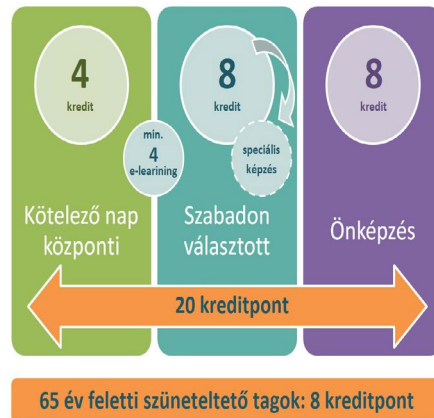 4
kredit
8
kredit
8
kredit
min.
4
e-learining
speciális
képzés
Kötelező nap
központi
Szabadon
választott
Önképzés
20 kreditpont
65 év feletti szüneteltető tagok: 8 kreditpont